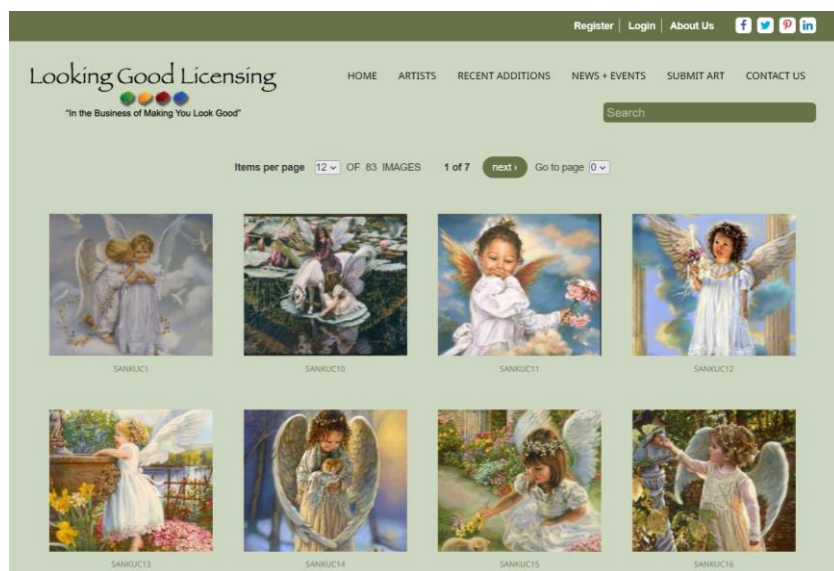 Register | Login | About Us
Looking Good Licensing
"In the Business of Making You Look Good"
HOME ARTISTS RECENT ADDITIONS NEWS + EVENTS SUBMIT ART CONTACT US
Search
Items per page 12 OF 83 IMAGES 1 of 7 next › Go to page 0
SANKUC1 SANKUC10 SANKUC11 SANKUC12
SANKUC13 SANKUC14 SANKUC15 SANKUC16